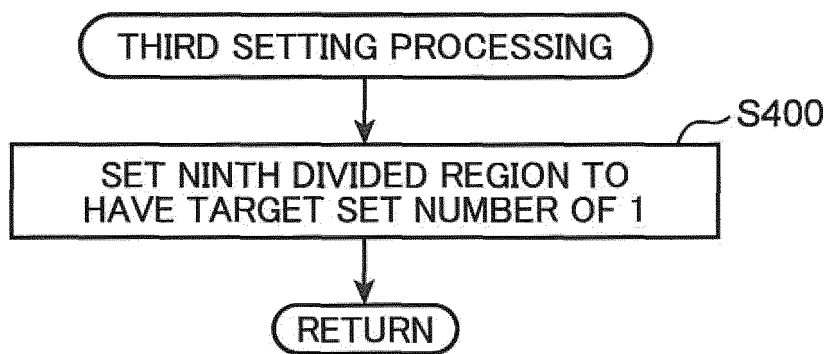 THIRD SETTING PROCESSING
S400
SET NINTH DIVIDED REGION TO
HAVE TARGET SET NUMBER OF 1
RETURN